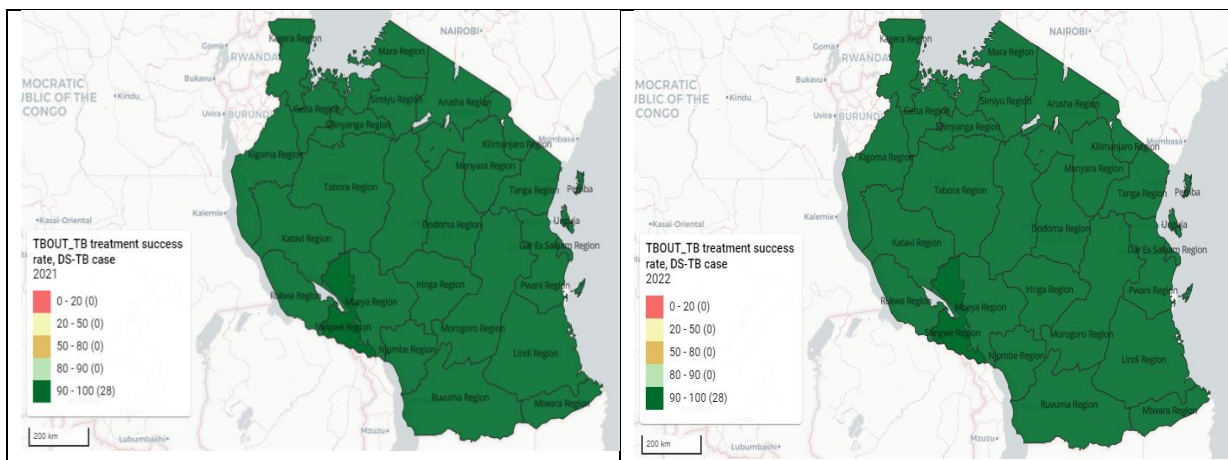 Kagera Region
NAIROBI
Goma
RWANDA
Mara Region
Bukavu
MOCRATIC
UBLIC OF THE
CONGO
Kindu
Simiyu Region
Arusha Region
Uvira
BURUNDI
Geita Region
Shinyanga Region
Mombasa
Kigoma Region
Kilimanjaro Region
Manyara Region
Tabora Region
Tanga Region
Pemba
Kasai-Oriental
Kalemie
Dodoma Region
Unguja
Dar Es Salaam Region
Katavi Region
TBOUT_TB treatment success
rate, DS-TB case
2021
0 - 20 (0)
20 - 50 (0)
50 - 80 (0)
80 - 90 (0)
90 - 100 (28)
Iringa Region
Pwani Region
Rukwa Region
Mbeya Region
Songwe Region
Morogoro Region
Njombe Region
Lindi Region
Ruvuma Region
Mtwara Region
200 km
Lubumbashi
Mzuzu
Kagera Region
NAIROBI
Goma
RWANDA
Mara Region
Bukavu
MOCRATIC
UBLIC OF THE
CONGO
Kindu
Simiyu Region
Arusha Region
Uvira
BURUNDI
Geita Region
Shinyanga Region
Mombasa
Kigoma Region
Kilimanjaro Region
Manyara Region
Tabora Region
Tanga Region
Pemba
Kasai-Oriental
Kalemie
Dodoma Region
Unguja
Dar Es Salaam Region
Katavi Region
TBOUT_TB treatment success
rate, DS-TB case
2022
0 - 20 (0)
20 - 50 (0)
50 - 80 (0)
80 - 90 (0)
90 - 100 (28)
Iringa Region
Pwani Region
Rukwa Region
Mbeya Region
Songwe Region
Morogoro Region
Njombe Region
Lindi Region
Ruvuma Region
Mtwara Region
200 km
Lubumbashi
Mzuzu